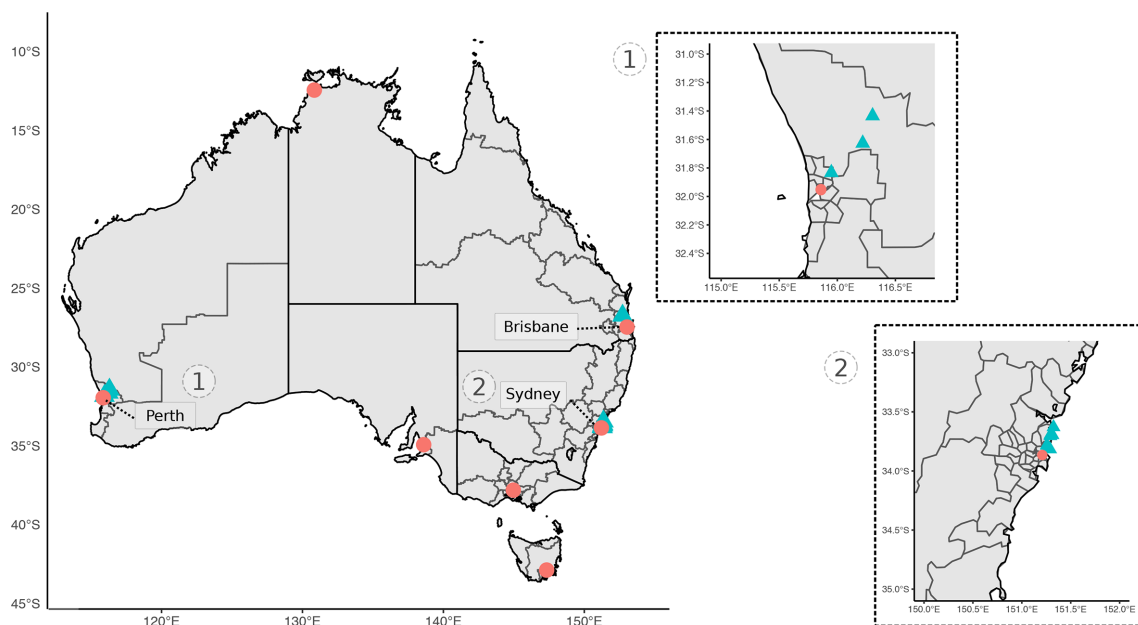 10°S
15°S
20°S
25°S
30°S
35°S
40°S
45°S
120°E
130°E
140°E
150°E
Brisbane
Sydney
Perth
1
2
1
31.0°S
31.2°S
31.4°S
31.6°S
31.8°S
32.0°S
32.2°S
32.4°S
115.0°E
115.5°E
116.0°E
116.5°E
2
33.0°S
33.5°S
34.0°S
34.5°S
35.0°S
150.0°E
150.5°E
151.0°E
151.5°E
152.0°E